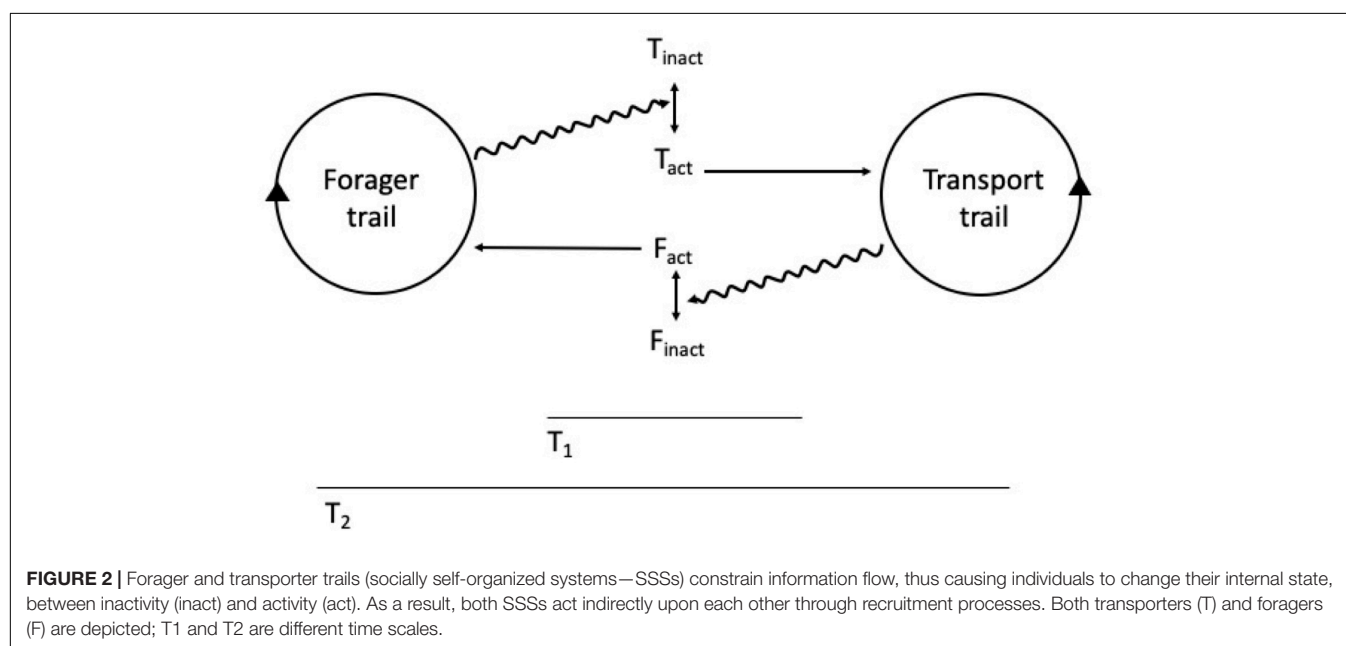 T_inact
Forager
trail
T_act
Transport
trail
F_act
F_inact
T_1
T_2
FIGURE 2 | Forager and transporter trails (socially self-organized systems—SSSs) constrain information flow, thus causing individuals to change their internal state,
between inactivity (inact) and activity (act). As a result, both SSSs act indirectly upon each other through recruitment processes. Both transporters (T) and foragers
(F) are depicted; T1 and T2 are different time scales.